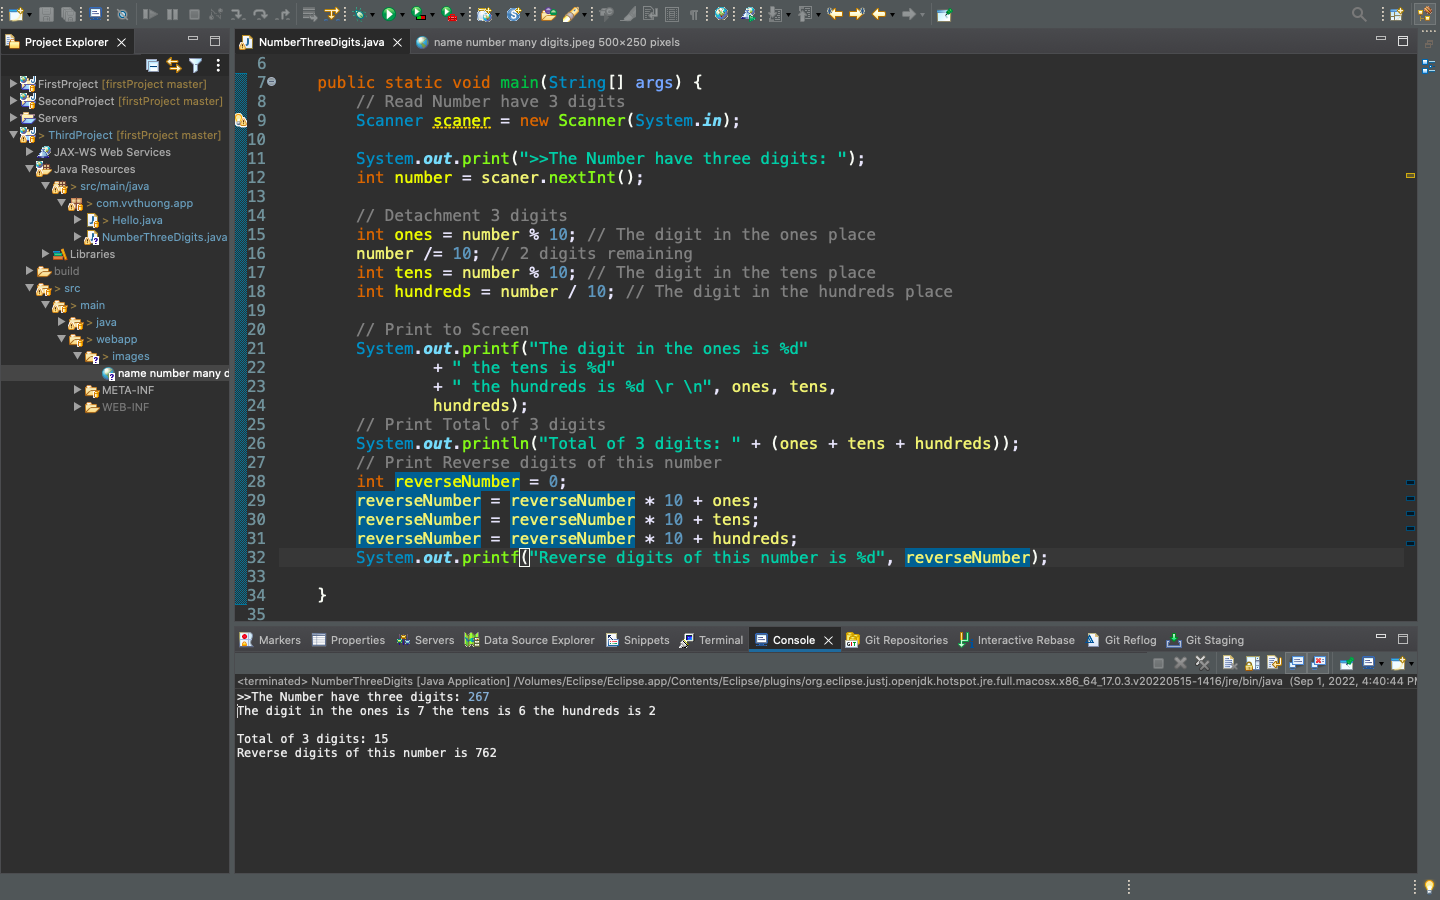 Project Explorer
NumberThreeDigits.java
name number many digits.jpeg 500×250 pixels
FirstProject [firstProject master]
SecondProject [firstProject master]
Servers
> ThirdProject [firstProject master]
JAX-WS Web Services
Java Resources
> src/main/java
> com.vvthuong.app
> Hello.java
NumberThreeDigits.java
Libraries
build
> src
> main
> java
> webapp
> images
name number many d
META-INF
WEB-INF
6
7 public static void main(String[] args) {
8 // Read Number have 3 digits
9 Scanner scaner = new Scanner(System.in);
10
11 System.out.print(">>The Number have three digits: ");
12 int number = scaner.nextInt();
13
14 // Detachment 3 digits
15 int ones = number % 10; // The digit in the ones place
16 number /= 10; // 2 digits remaining
17 int tens = number % 10; // The digit in the tens place
18 int hundreds = number / 10; // The digit in the hundreds place
19
20 // Print to Screen
21 System.out.printf("The digit in the ones is %d"
22 + " the tens is %d"
23 + " the hundreds is %d \r \n", ones, tens,
24 hundreds);
25 // Print Total of 3 digits
26 System.out.println("Total of 3 digits: " + (ones + tens + hundreds));
27 // Print Reverse digits of this number
28 int reverseNumber = 0;
29 reverseNumber = reverseNumber * 10 + ones;
30 reverseNumber = reverseNumber * 10 + tens;
31 reverseNumber = reverseNumber * 10 + hundreds;
32 System.out.printf("Reverse digits of this number is %d", reverseNumber);
33
34 }
35
Markers Properties Servers Data Source Explorer Snippets Terminal Console Git Repositories Interactive Rebase Git Reflog Git Staging
<terminated> NumberThreeDigits [Java Application] /Volumes/Eclipse/Eclipse.app/Contents/Eclipse/plugins/org.eclipse.justj.openjdk.hotspot.jre.full.macosx.x86_64_17.0.3.v20220515-1416/jre/bin/java (Sep 1, 2022, 4:40:44 PM
>>The Number have three digits: 267
The digit in the ones is 7 the tens is 6 the hundreds is 2
Total of 3 digits: 15
Reverse digits of this number is 762